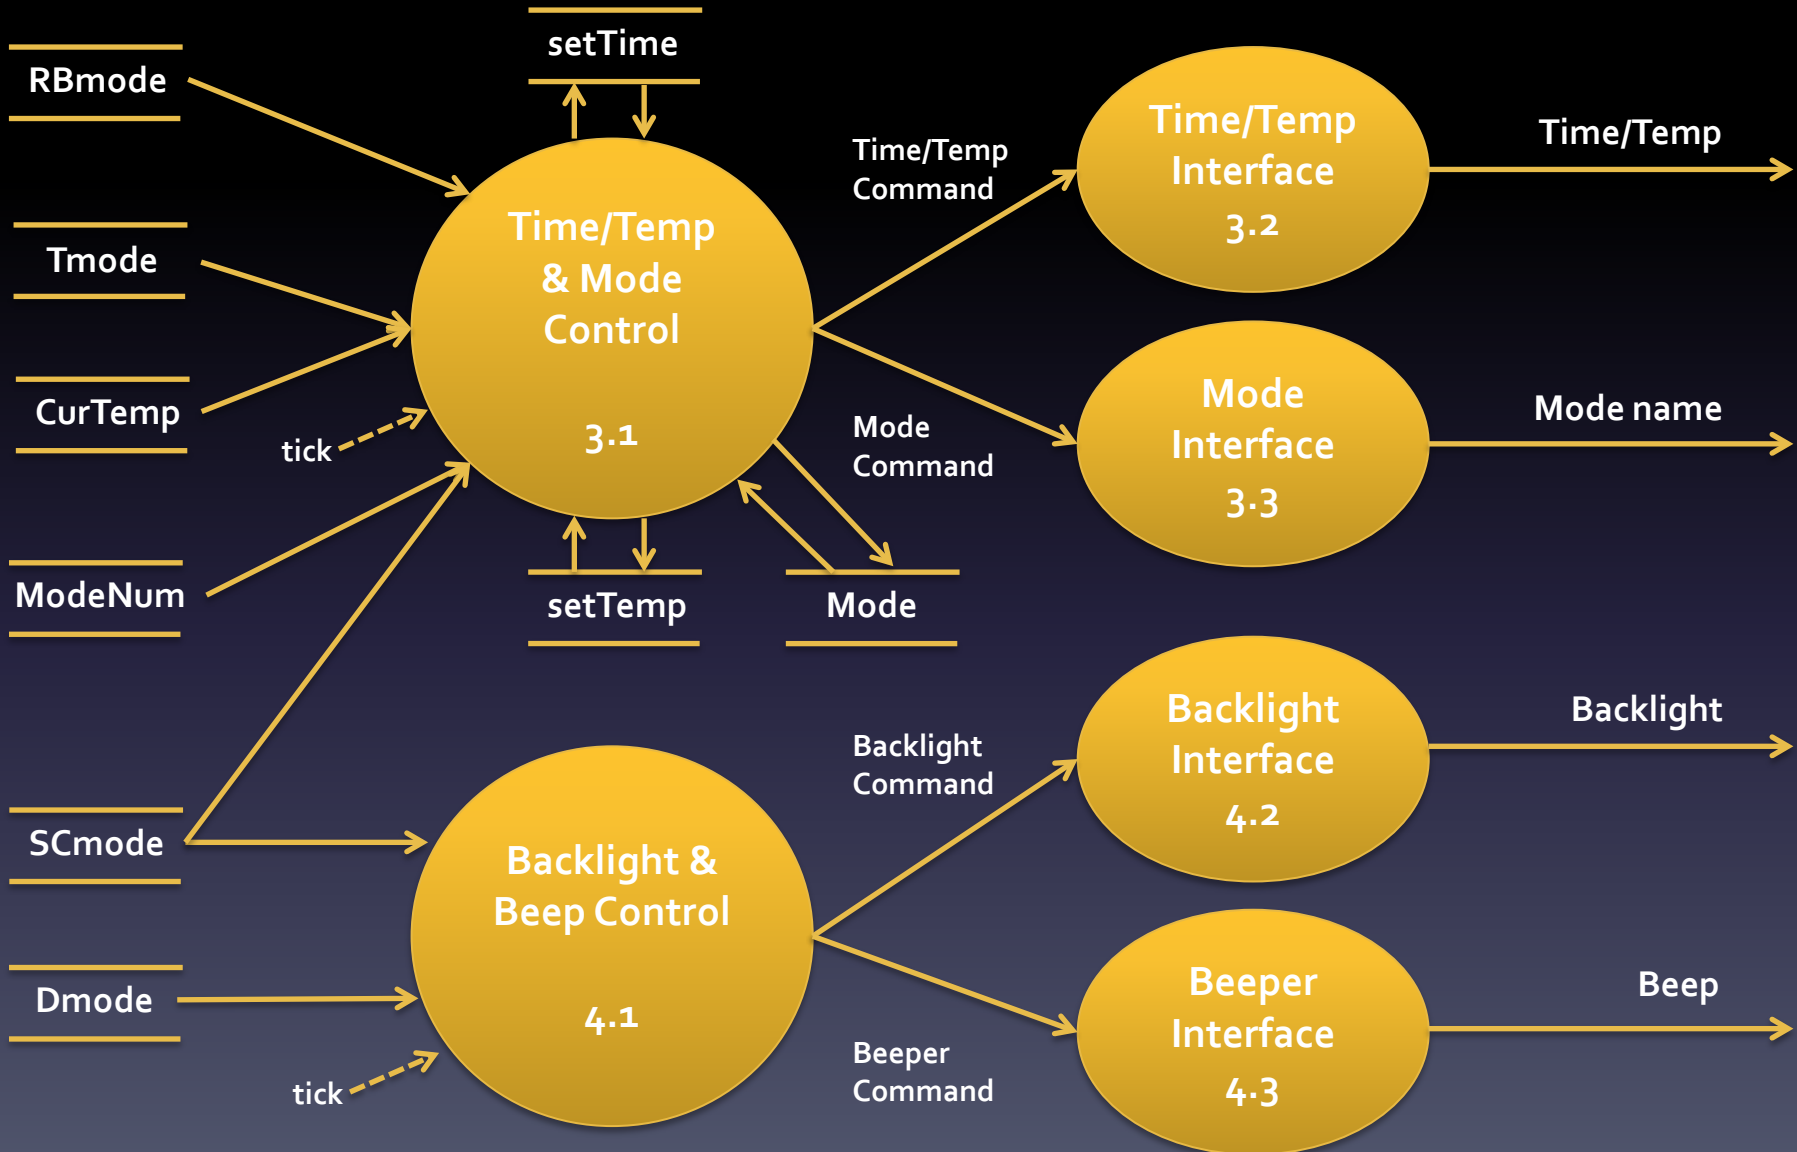 setTime
RBmode
Time/Temp
Command
Time/Temp
Interface
3.2
Time/Temp
Tmode
Time/Temp
& Mode
Control
3.1
CurTemp
tick
Mode
Command
Mode
Interface
3.3
Mode name
ModeNum
setTemp
Mode
Backlight
Command
Backlight
Interface
4.2
Backlight
SCmode
Backlight &
Beep Control
4.1
Dmode
tick
Beeper
Command
Beeper
Interface
4.3
Beep